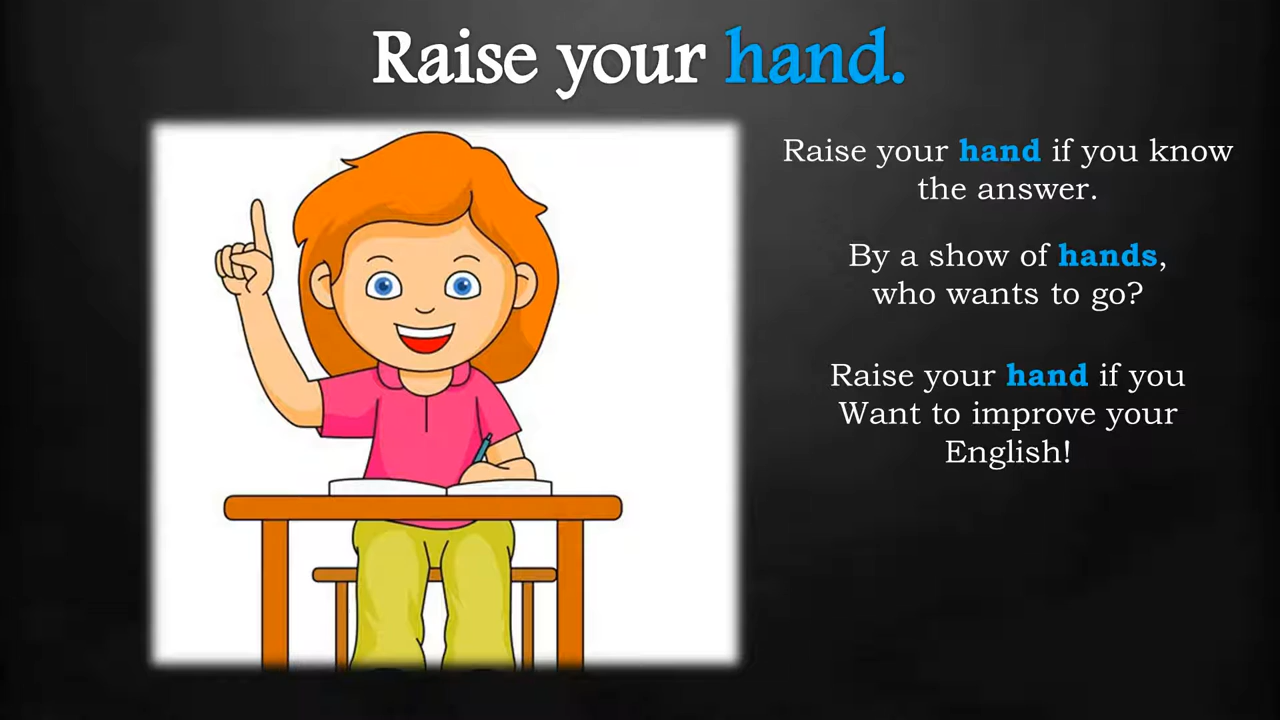 Raise your hand.
Raise your hand if you know
the answer.
By a show of hands,
who wants to go?
Raise your hand if you
Want to improve your
English!